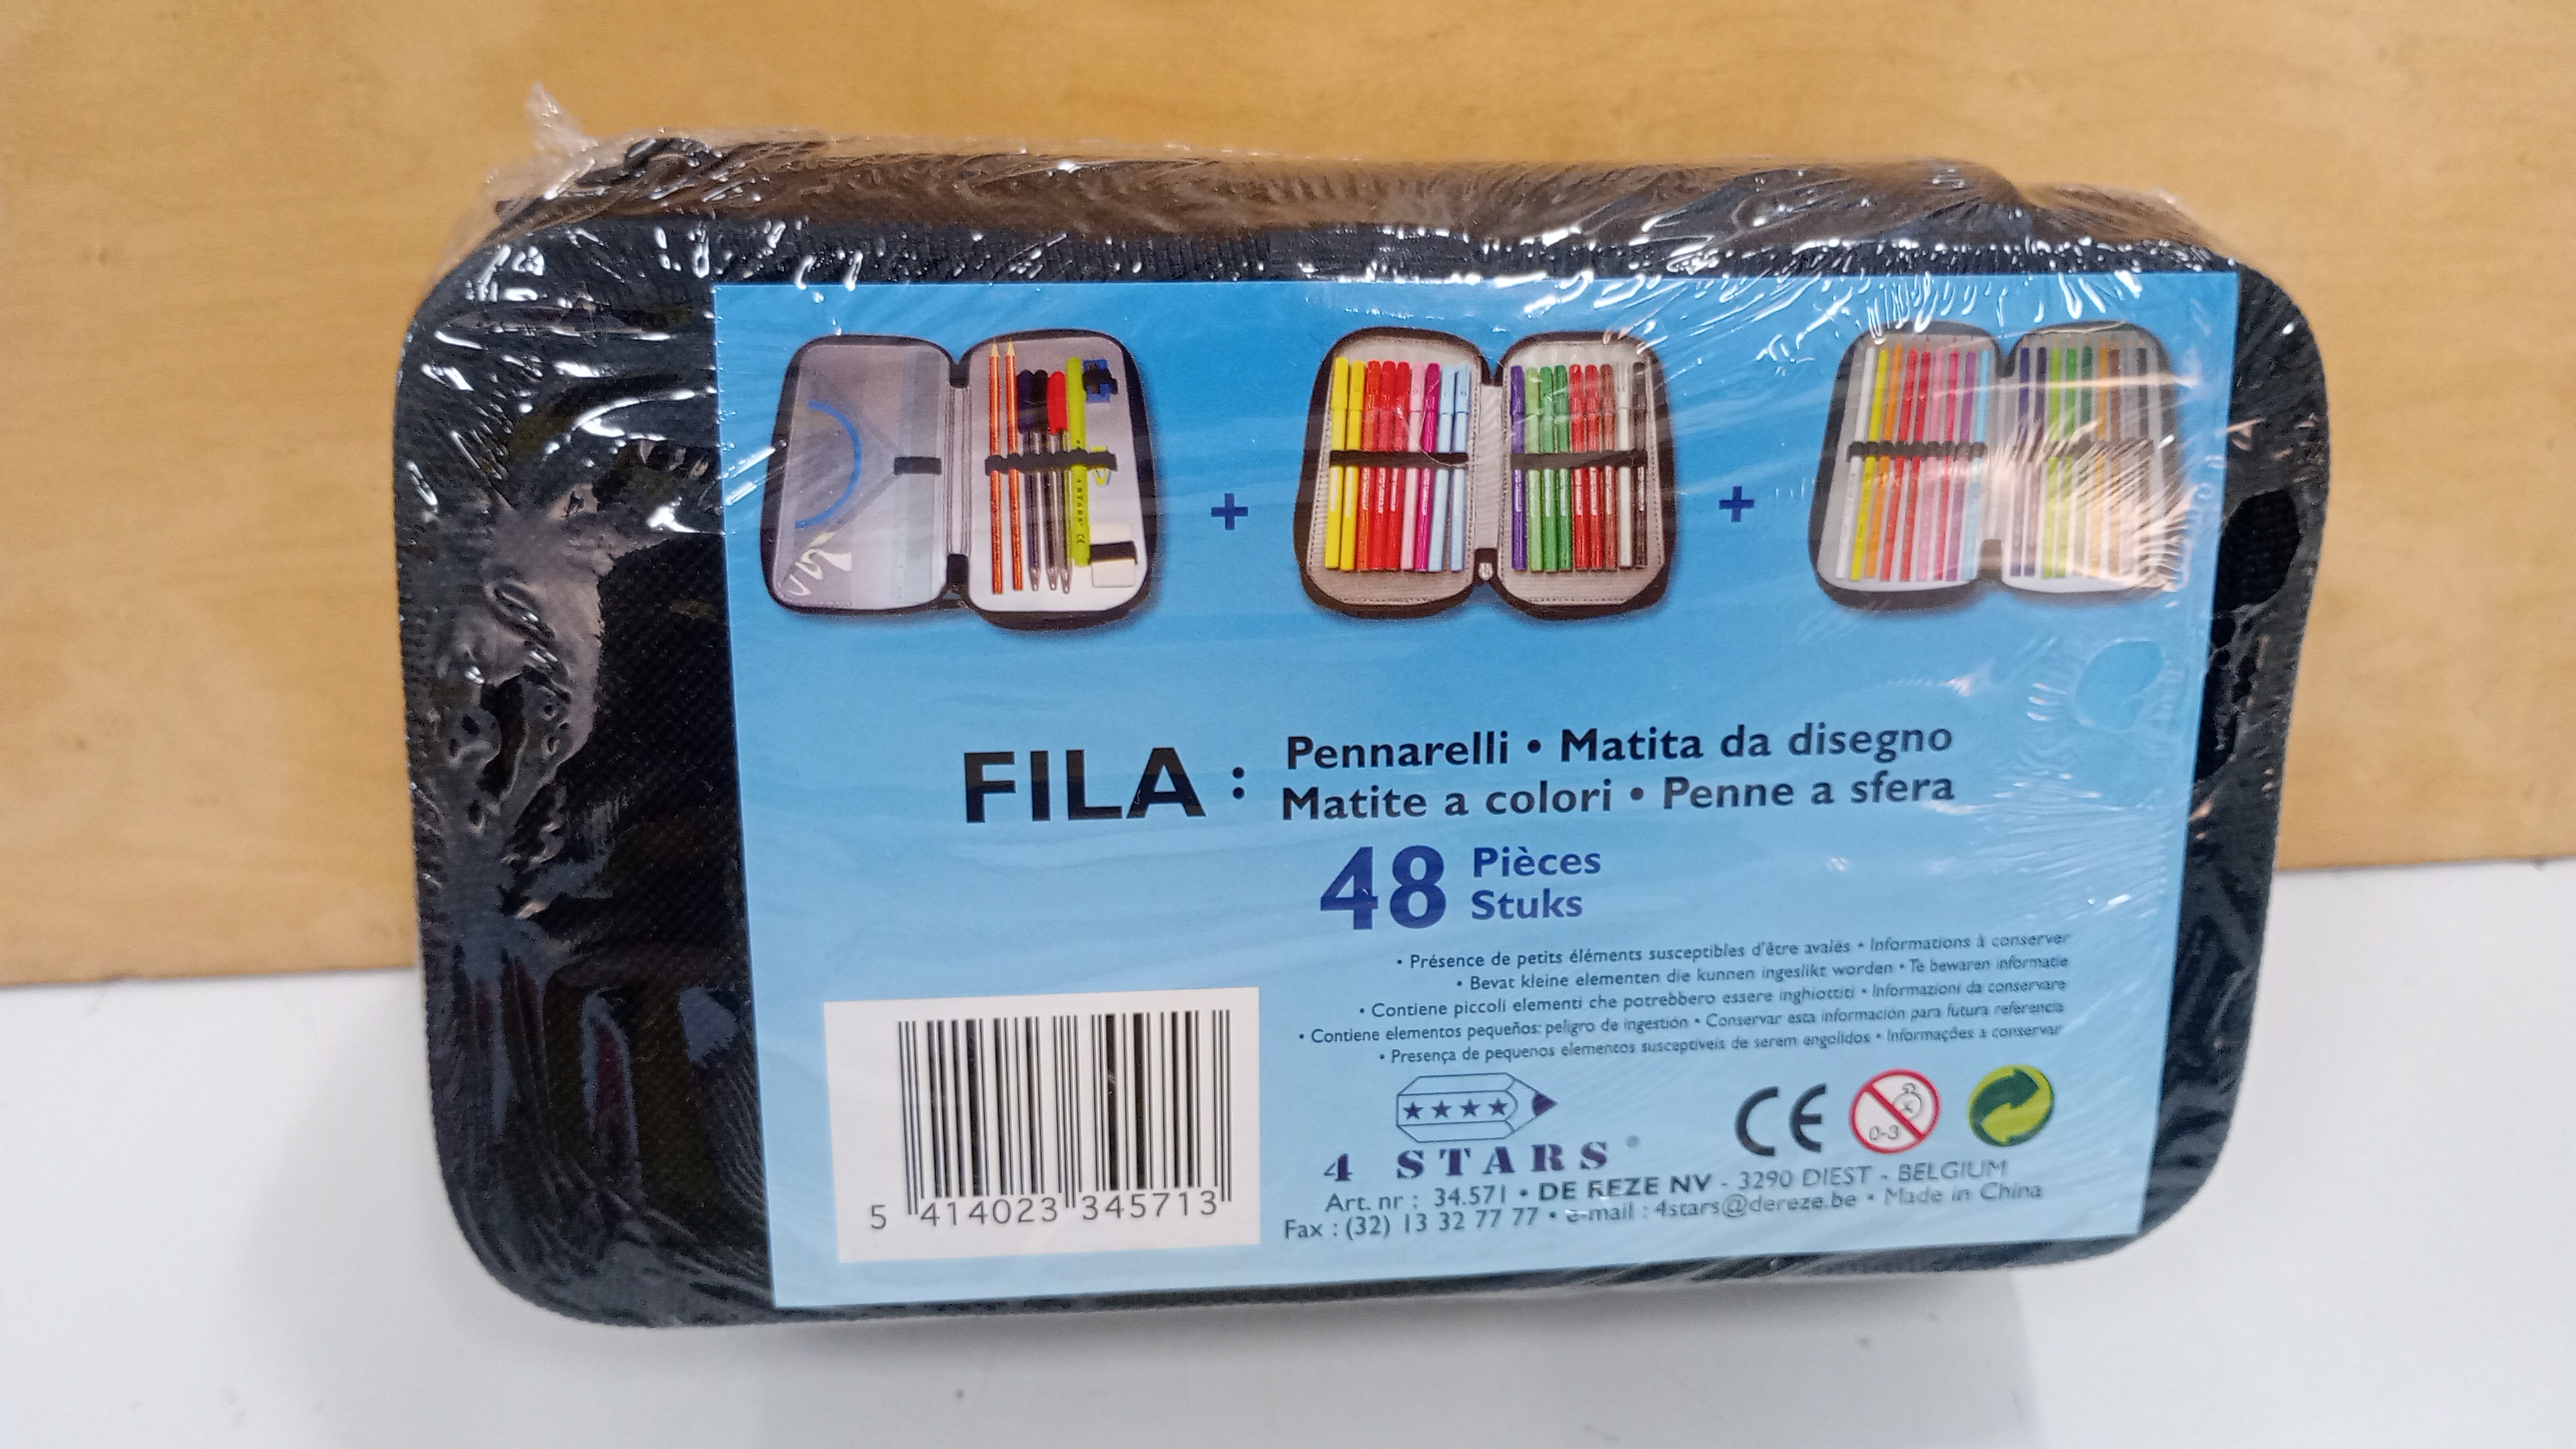 FILA : Pennarelli • Matita da disegno
Matite a colori • Penne a sfera
48 Pièces
Stuks
• Présence de petits éléments susceptibles d'être avalés • Informations à conserver
• Bevat kleine elementen die kunnen ingeslikt worden • Te bewaren informatie
• Contiene piccoli elementi che potrebbero essere inghiottiti • Informazioni da conservare
• Contiene elementos pequeños: peligro de ingestión • Conservar esta información para futura referencia
• Presença de pequenos elementos susceptíveis de serem engolidos • Informações a conservar
★★★★
CE
0-3
4 STARS®
Art. nr : 34.571 • DE REZE NV - 3290 DIEST - BELGIUM
Fax : (32) 13 32 77 77 • e-mail : 4stars@dereze.be • Made in China
5 414023 345713